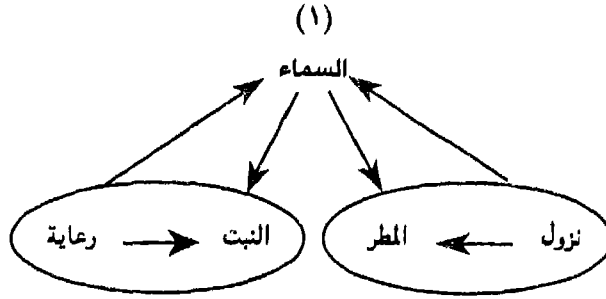 (١)
السماء
نزول المطر النبت رعاية